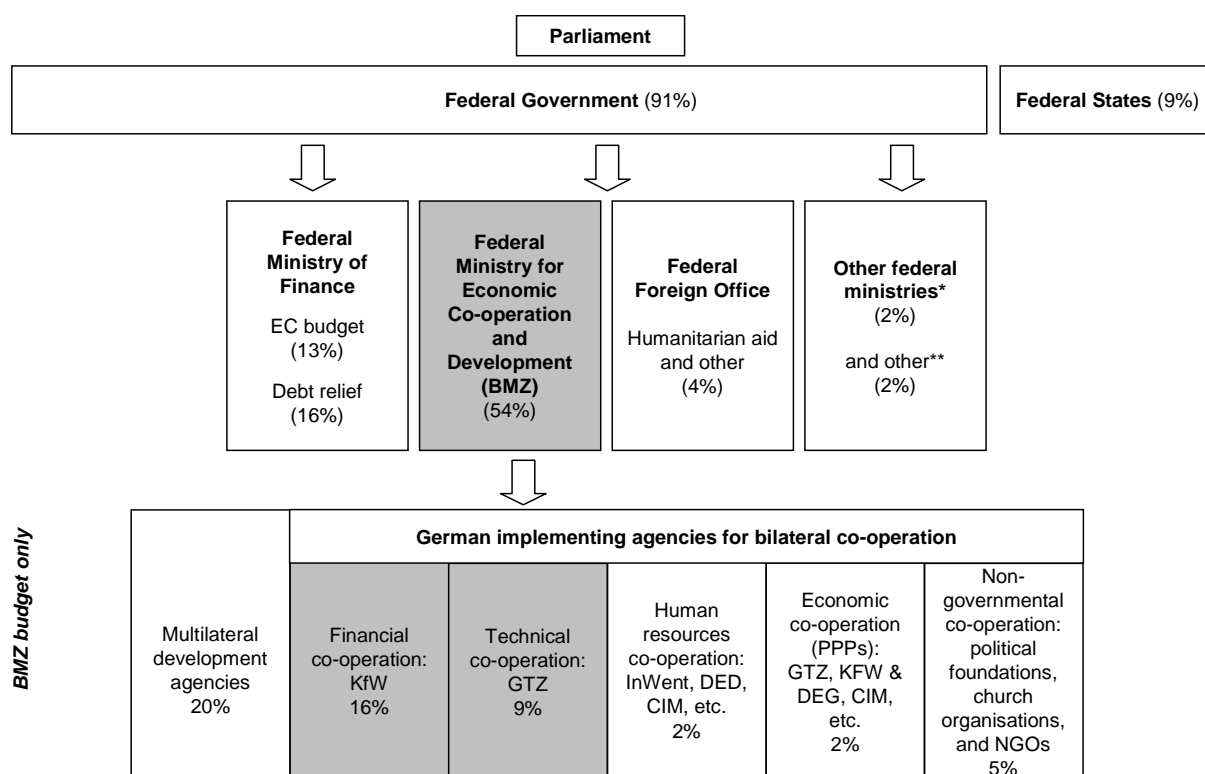 Parliament
Federal Government (91%)
Federal States (9%)
Federal
Ministry of
Finance
EC budget
(13%)
Debt relief
(16%)
Federal
Ministry for
Economic
Co-operation
and
Development
(BMZ)
(54%)
Federal
Foreign Office
Humanitarian aid
and other
(4%)
Other federal
ministries*
(2%)
and other**
(2%)
BMZ budget only
German implementing agencies for bilateral co-operation
Multilateral
development
agencies
20%
Financial
co-operation:
KfW
16%
Technical
co-operation:
GTZ
9%
Human
resources
co-operation:
InWent, DED,
CIM, etc.
2%
Economic
co-operation
(PPPs):
GTZ, KFW &
DEG, CIM,
etc.
2%
Non-
governmental
co-operation:
political
foundations,
church
organisations,
and NGOs
5%